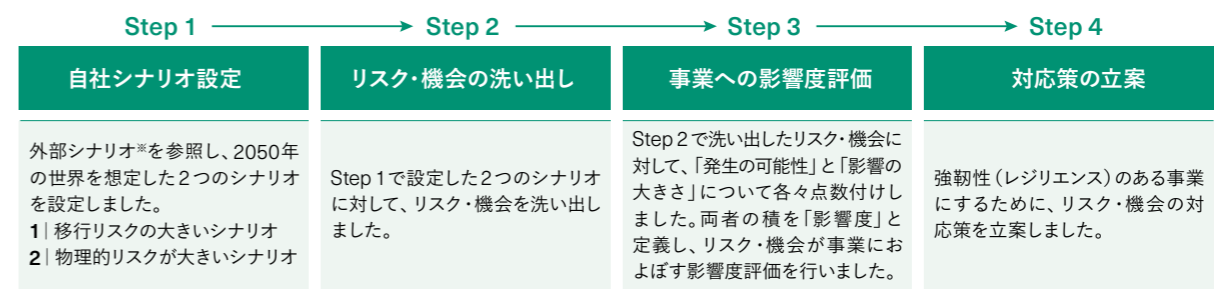 Step 1
Step 2
Step 3
Step 4
自社シナリオ設定
リスク・機会の洗い出し
事業への影響度評価
対応策の立案
外部シナリオ※を参照し、2050年
の世界を想定した2つのシナリオ
を設定しました。
1｜移行リスクの大きいシナリオ
2｜物理的リスクが大きいシナリオ
Step 1で設定した2つのシナリオ
に対して、リスク・機会を洗い出し
ました。
Step 2で洗い出したリスク・機会に
対して、「発生の可能性」と「影響の
大きさ」について各々点数付けし
ました。両者の積を「影響度」と
定義し、リスク・機会が事業にお
よぼす影響度評価を行いました。
強靭性（レジリエンス）のある事業
にするために、リスク・機会の対
応策を立案しました。